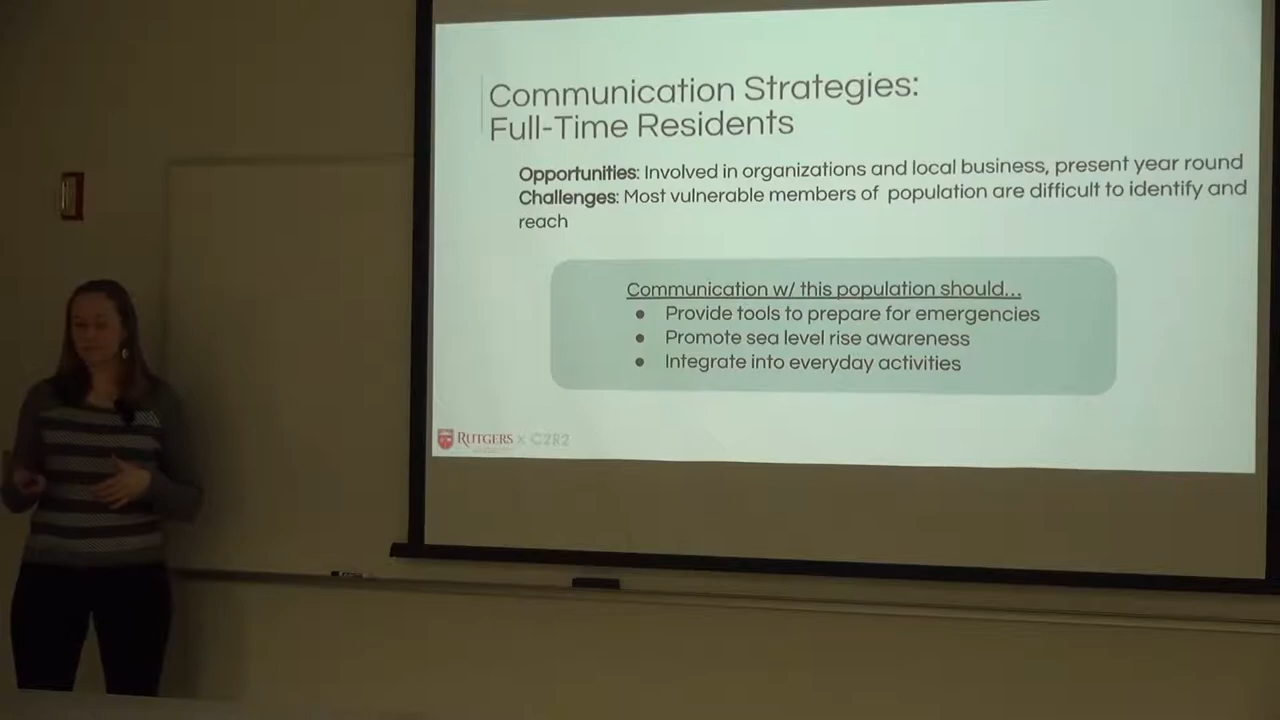 Communication Strategies:
Full-Time Residents
Opportunities: Involved in organizations and local business, present year round
Challenges: Most vulnerable members of population are difficult to identify and
reach
Communication w/ this population should...
● Provide tools to prepare for emergencies
● Promote sea level rise awareness
● Integrate into everyday activities
RUTGERS x C2R2